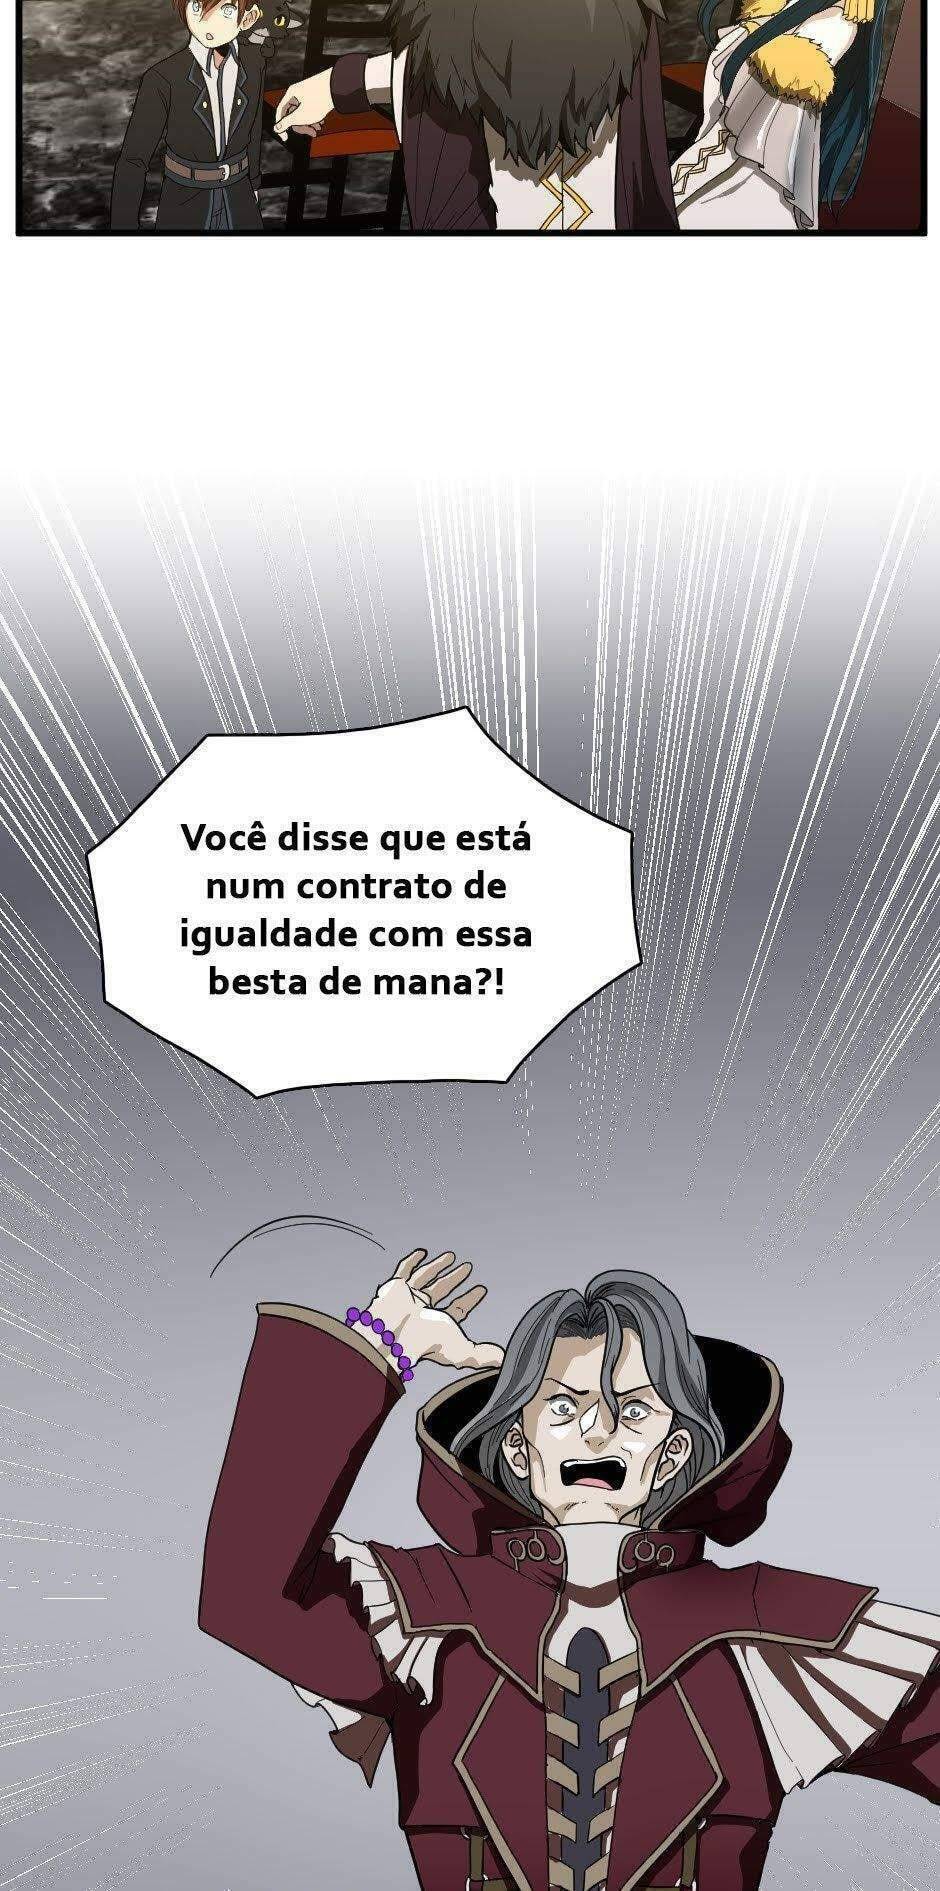 Você disse que está
num contrato de
igualdade com essa
besta de mana?!